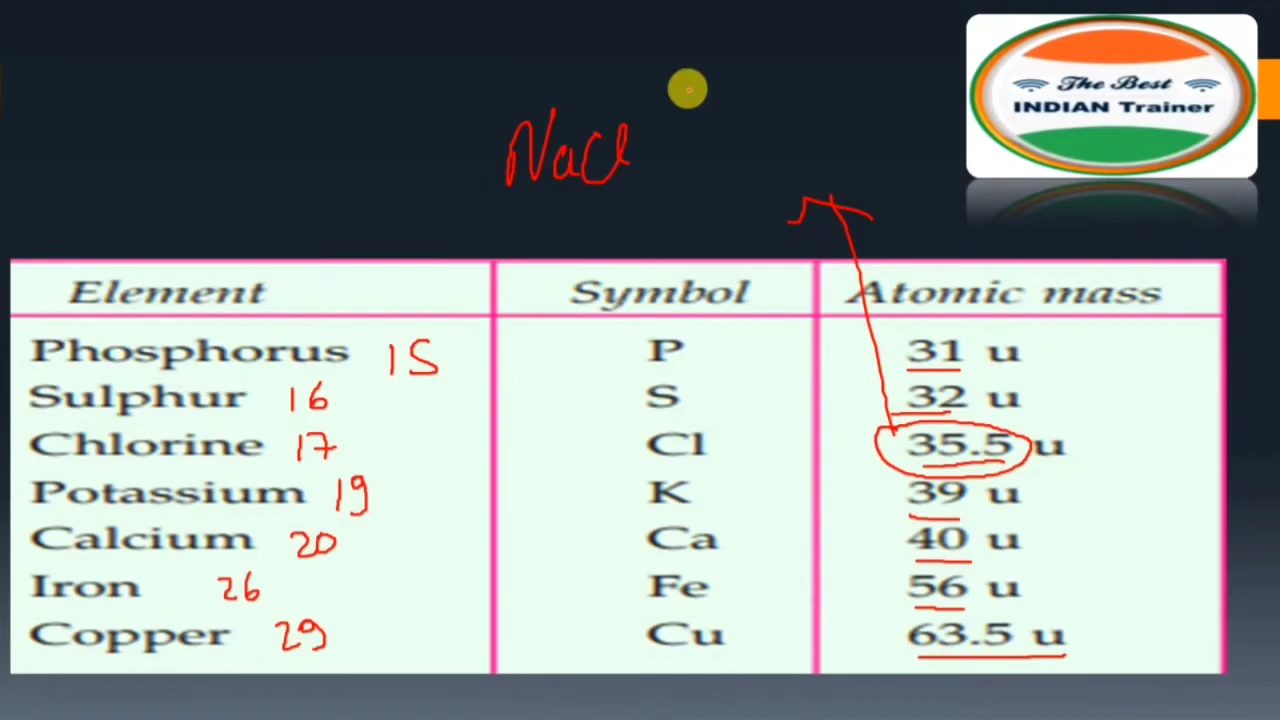 The Best
INDIAN Trainer
NaCl
Element Symbol Atomic mass
Phosphorus 15 P 31 u
Sulphur 16 S 32 u
Chlorine 17 Cl 35.5 u
Potassium 19 K 39 u
Calcium 20 Ca 40 u
Iron 26 Fe 56 u
Copper 29 Cu 63.5 u